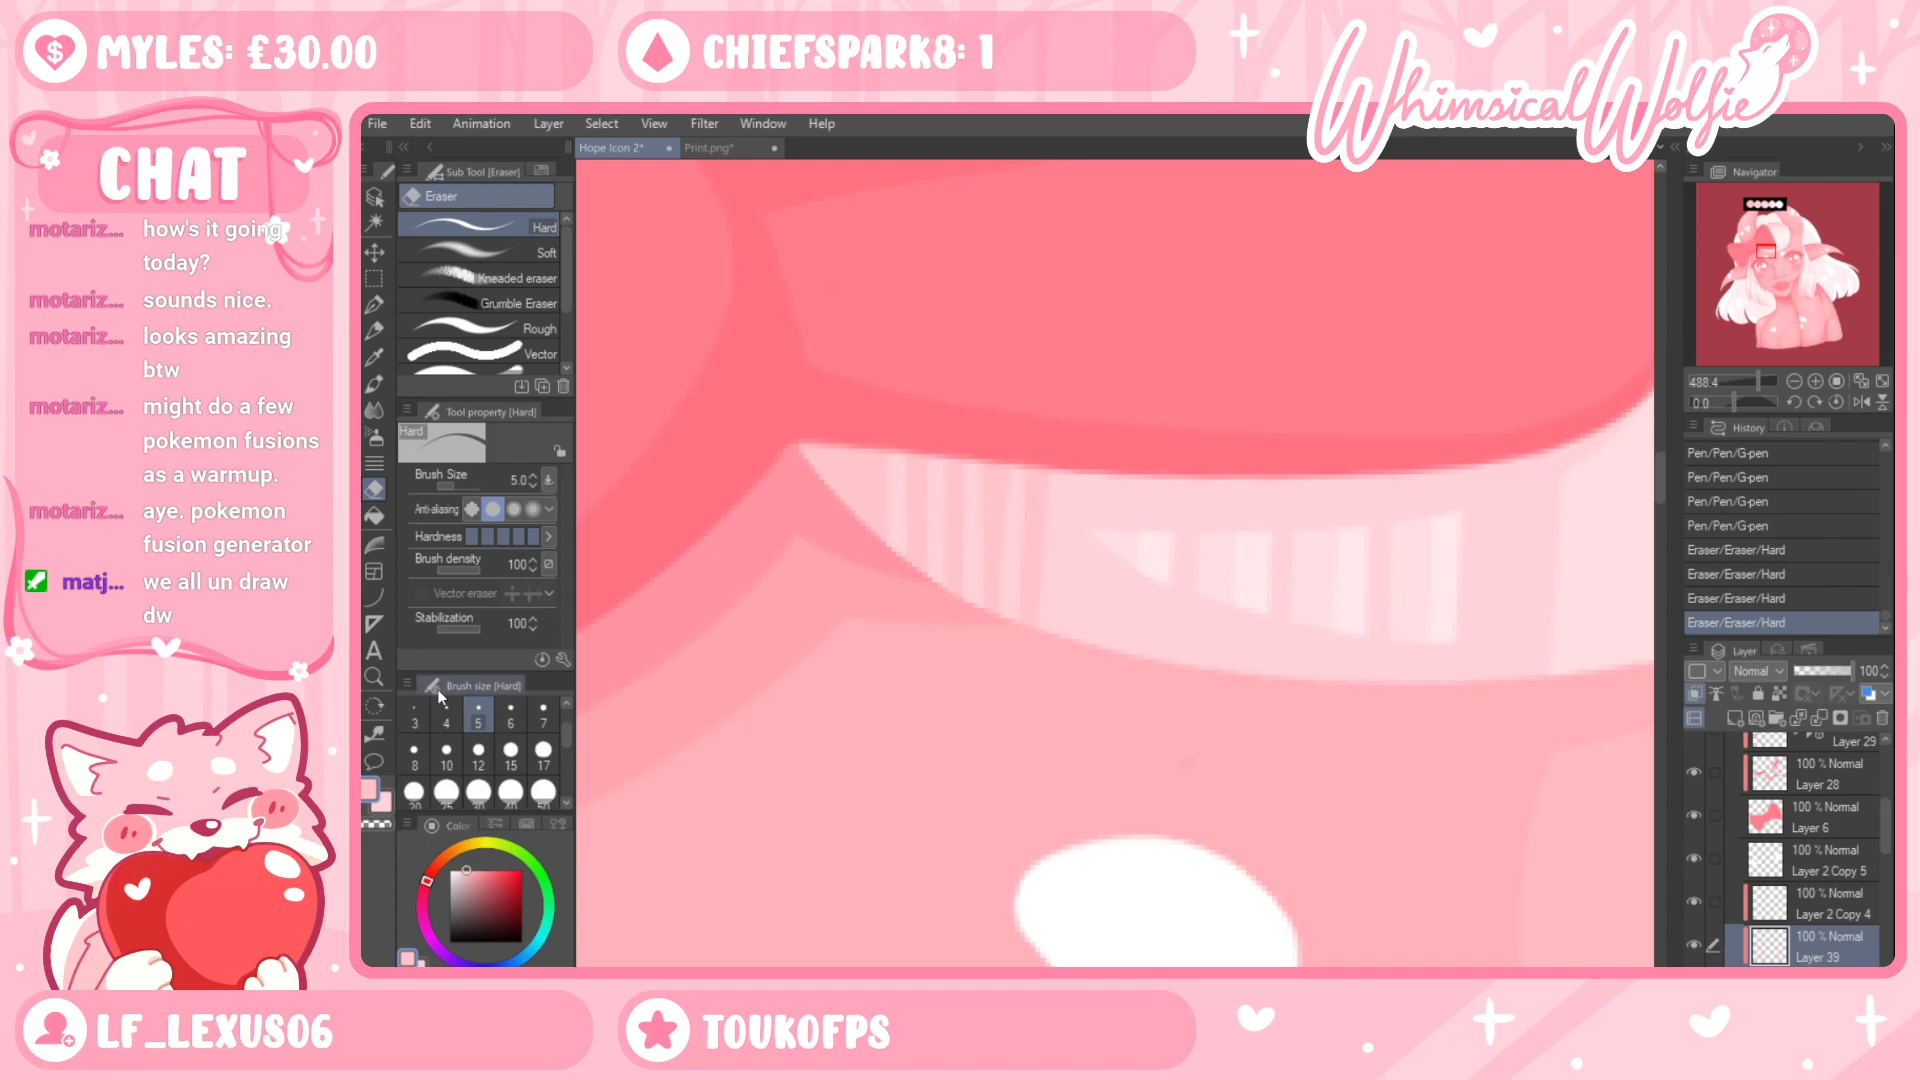 MYLES: £30.00
CHIEFSPARK8: 1
WhimsicalWolfie
CHAT
motariz... how's it going
today?
motariz... sounds nice.
motariz... looks amazing
btw
motariz... might do a few
pokemon fusions
as a warmup.
motariz... aye. pokemon
fusion generator
matj... we all un draw
dw
File Edit Animation Layer Select View Filter Window Help
Hope Icon 2* Print.png*
Sub Tool [Eraser]
Eraser
Hard
Soft
Kneaded eraser
Grumble Eraser
Rough
Vector
Tool property [Hard]
Hard
Brush Size 5.0
Anti-aliasing
Hardness
Brush density 100
Vector eraser
Stabilization 100
Brush size [Hard]
3 4 5 6 7
8 10 12 15 17
20 25 30 40 50
Color
Navigator
488.4
0.0
History
Pen/Pen/G-pen
Pen/Pen/G-pen
Pen/Pen/G-pen
Pen/Pen/G-pen
Eraser/Eraser/Hard
Eraser/Eraser/Hard
Eraser/Eraser/Hard
Eraser/Eraser/Hard
Layer
Normal 100
Layer 29
100 % Normal
Layer 28
100 % Normal
Layer 6
100 % Normal
Layer 2 Copy 5
100 % Normal
Layer 2 Copy 4
100 % Normal
Layer 39
LF_LEXUS06
TOUKOFPS